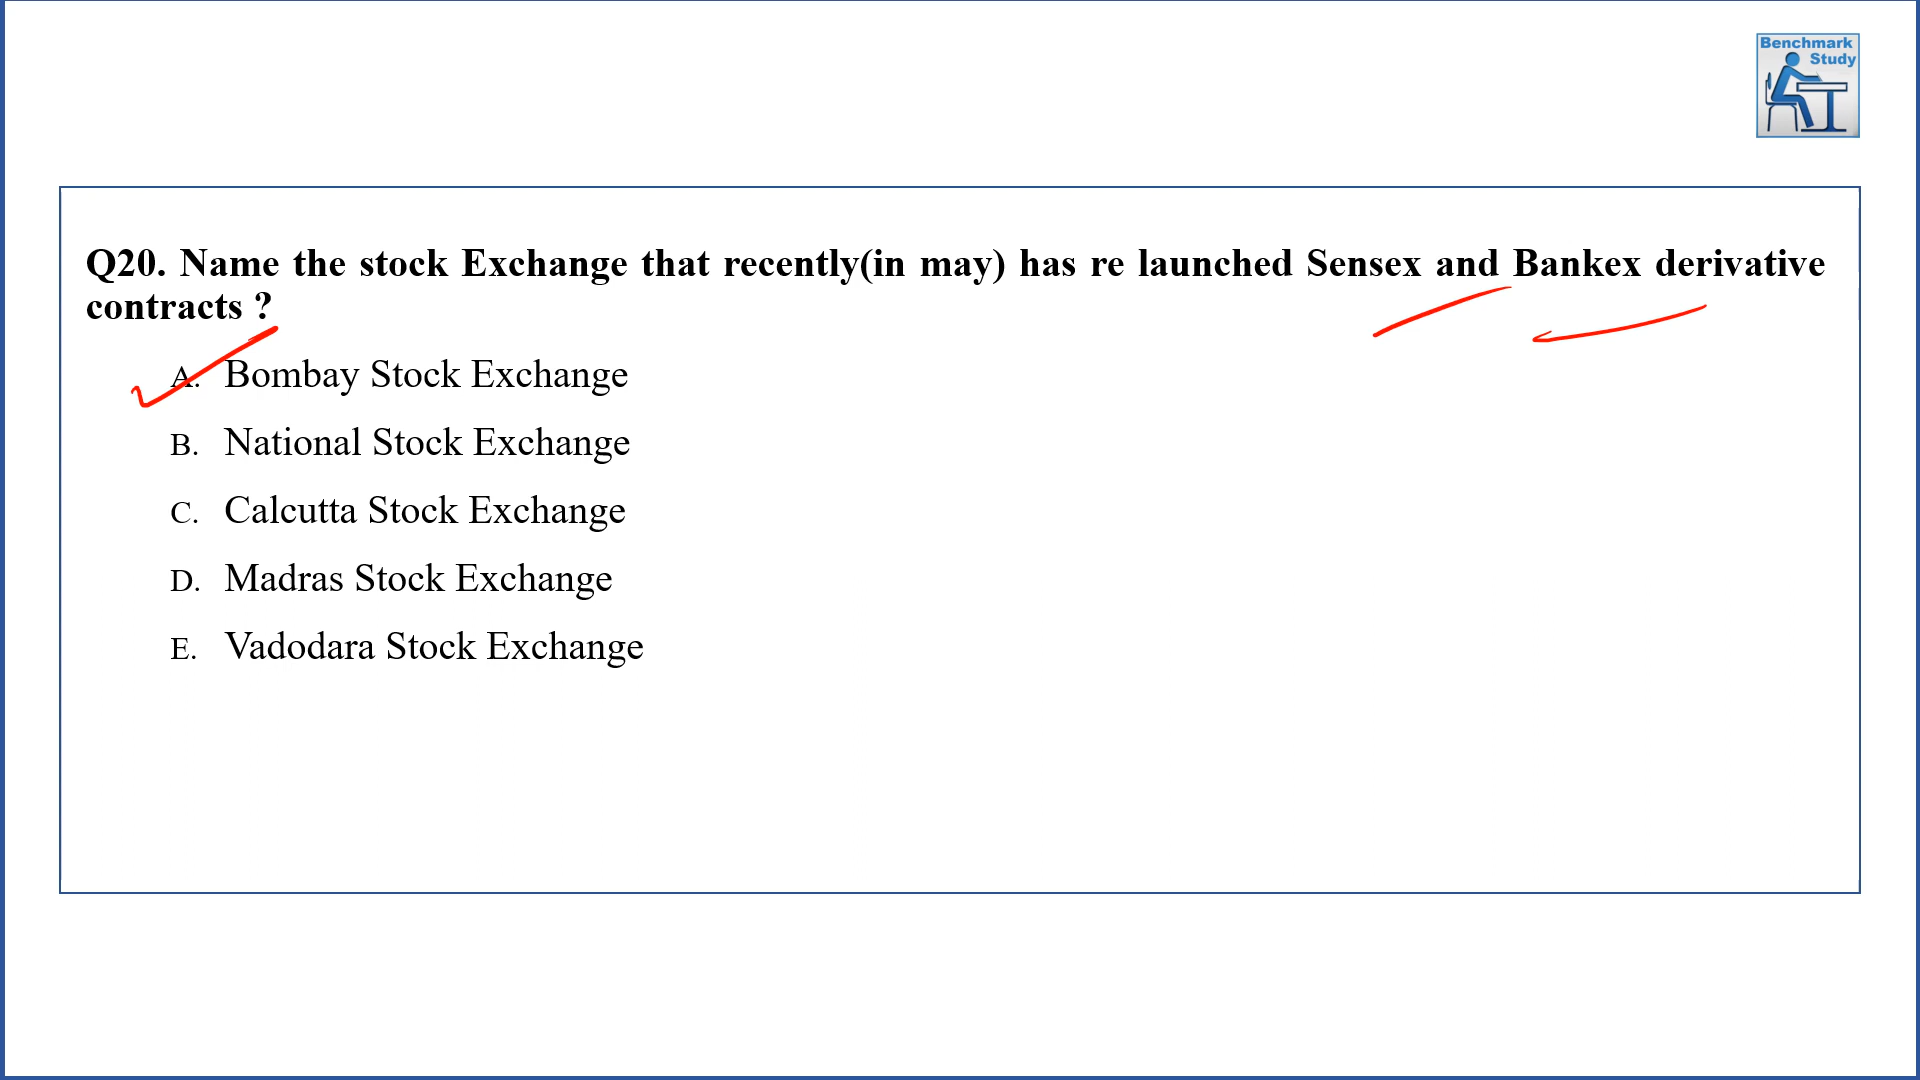 Benchmark
Study
Q20. Name the stock Exchange that recently(in may) has re launched Sensex and Bankex derivative
contracts ?
A. Bombay Stock Exchange
B. National Stock Exchange
C. Calcutta Stock Exchange
D. Madras Stock Exchange
E. Vadodara Stock Exchange